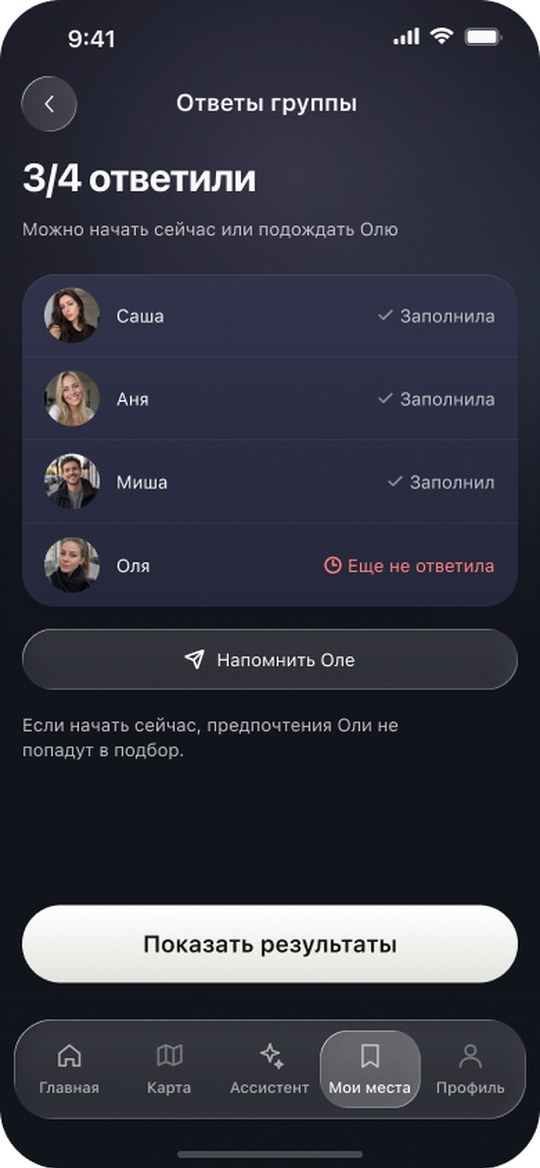 9:41
Ответы группы
3/4 ответили
Можно начать сейчас или подождать Олю
Саша
Заполнила
Аня
Заполнила
Миша
Заполнил
Оля
Еще не ответила
Напомнить Оле
Если начать сейчас, предпочтения Оли не
попадут в подбор.
Показать результаты
Главная
Карта
Ассистент
Мои места
Профиль